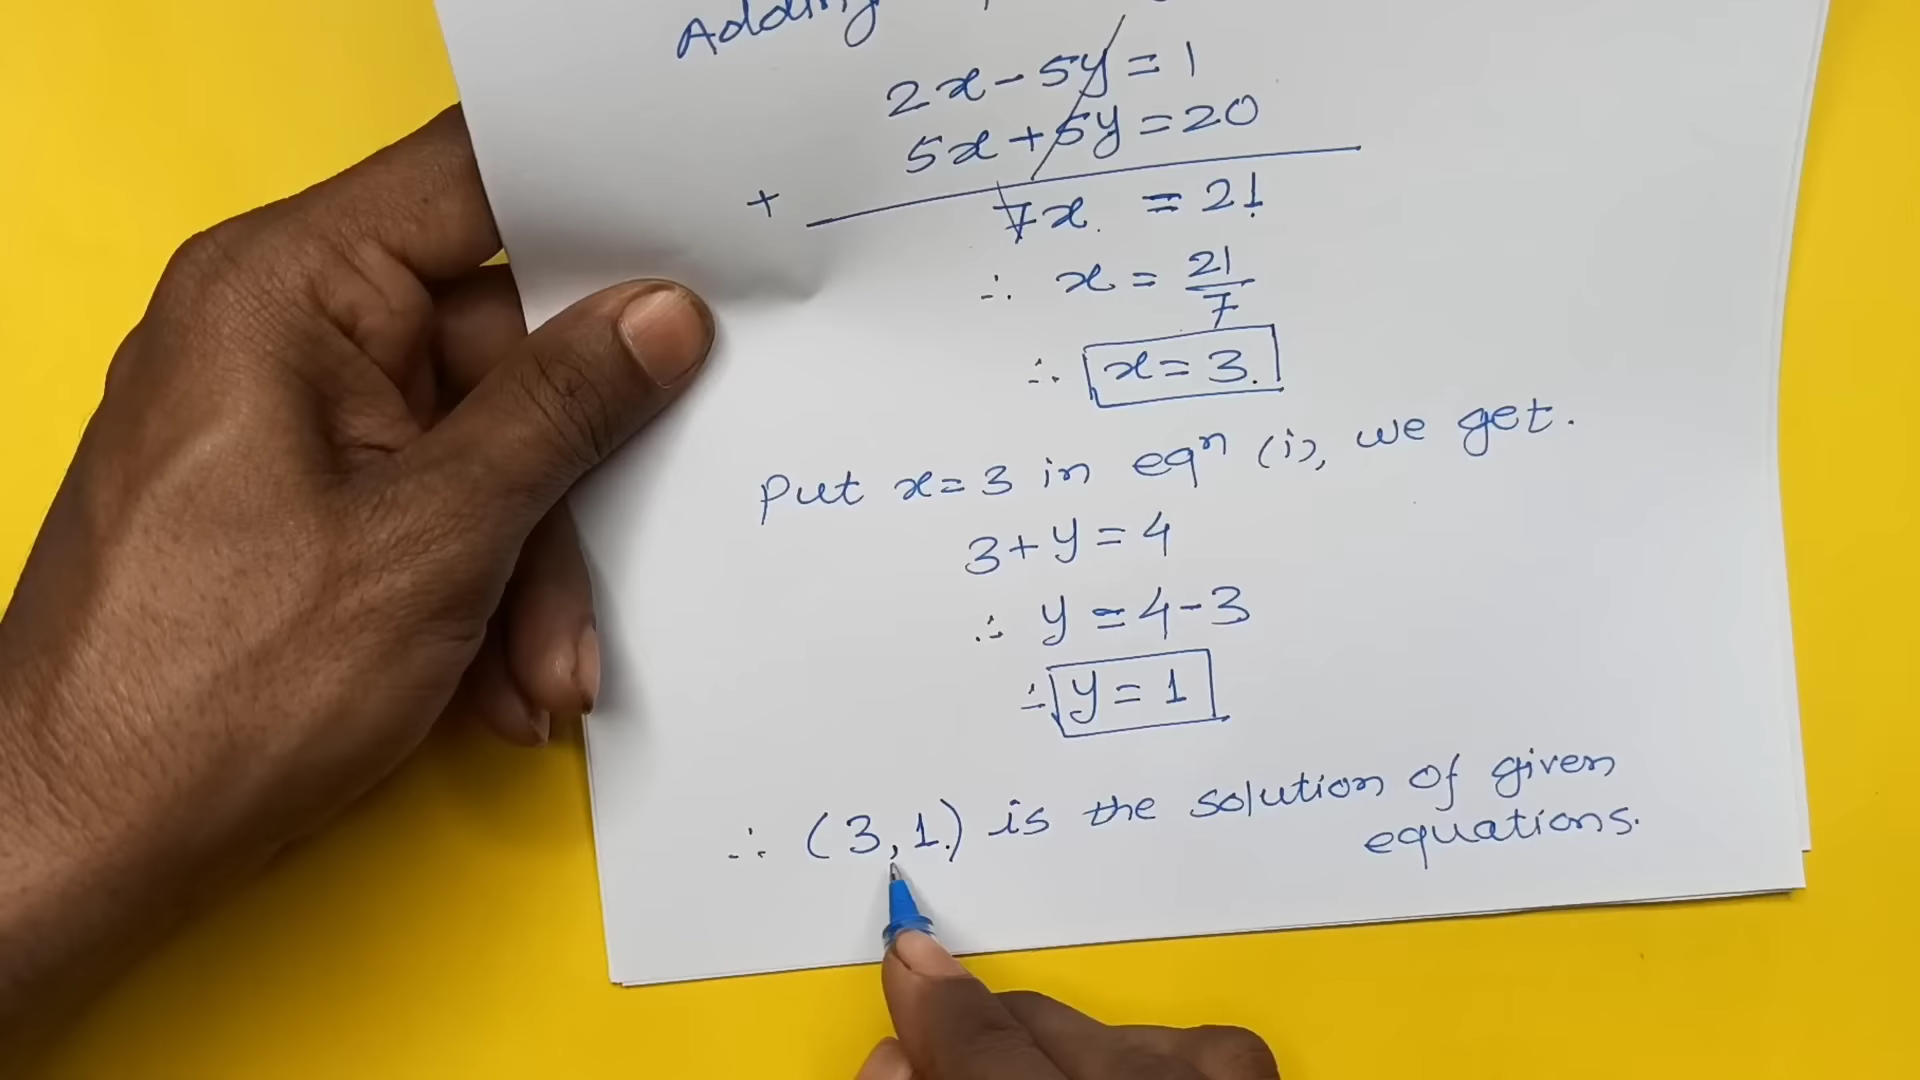 Adding
2x - 5y = 1
5x + 5y = 20
+
7x. = 21
∴ x = 21/7
∴ x = 3.
Put x = 3 in eqⁿ (i), we get.
3 + y = 4
∴ y = 4 - 3
∴ y = 1
∴ (3, 1.) is the solution of given
equations.